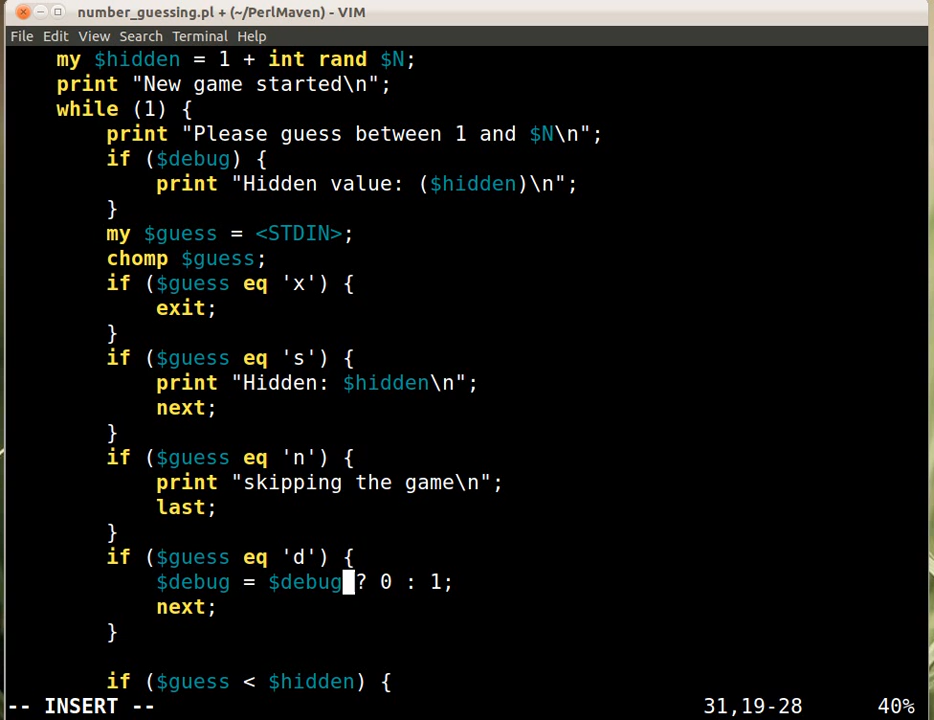 number_guessing.pl + (~/PerlMaven) - VIM
File Edit View Search Terminal Help
my $hidden = 1 + int rand $N;
print "New game started\n";
while (1) {
print "Please guess between 1 and $N\n";
if ($debug) {
print "Hidden value: ($hidden)\n";
}
my $guess = <STDIN>;
chomp $guess;
if ($guess eq 'x') {
exit;
}
if ($guess eq 's') {
print "Hidden: $hidden\n";
next;
}
if ($guess eq 'n') {
print "skipping the game\n";
last;
}
if ($guess eq 'd') {
$debug = $debug ? 0 : 1;
next;
}
if ($guess < $hidden) {
-- INSERT -- 31,19-28 40%